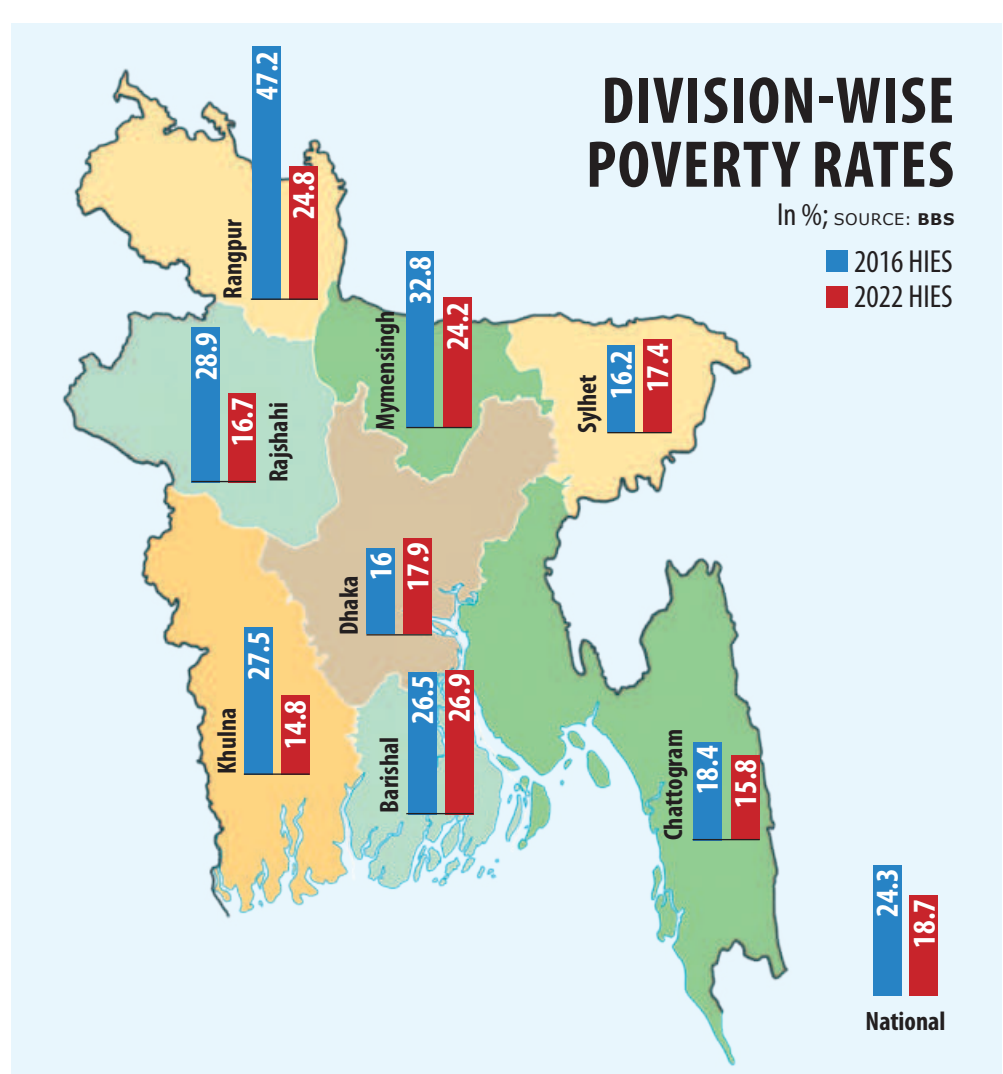 DIVISION-WISE
POVERTY RATES
In %; SOURCE: BBS
2016 HIES
2022 HIES
Rangpur
47.2
24.8
Mymensingh
32.8
24.2
Sylhet
16.2
17.4
28.9
16.7
Rajshahi
Dhaka
16
17.9
Khulna
27.5
14.8
Barishal
26.5
26.9
Chattogram
18.4
15.8
24.3
18.7
National